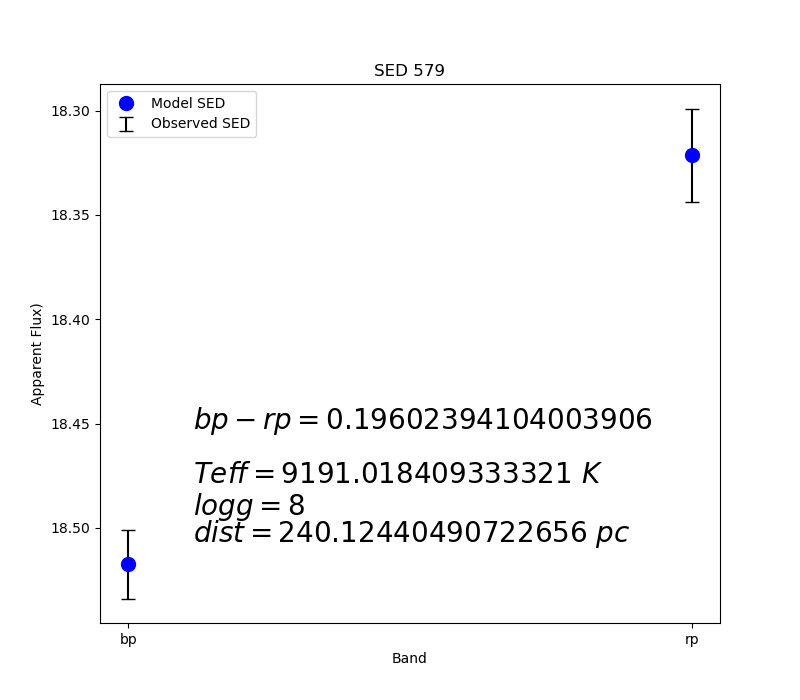 SED 579
Model SED
Observed SED
18.30
18.35
18.40
18.45
18.50
Apparent Flux)
bp − rp = 0.19602394104003906
Teff = 9191.018409333321 K
logg = 8
dist = 240.12440490722656 pc
bp
rp
Band